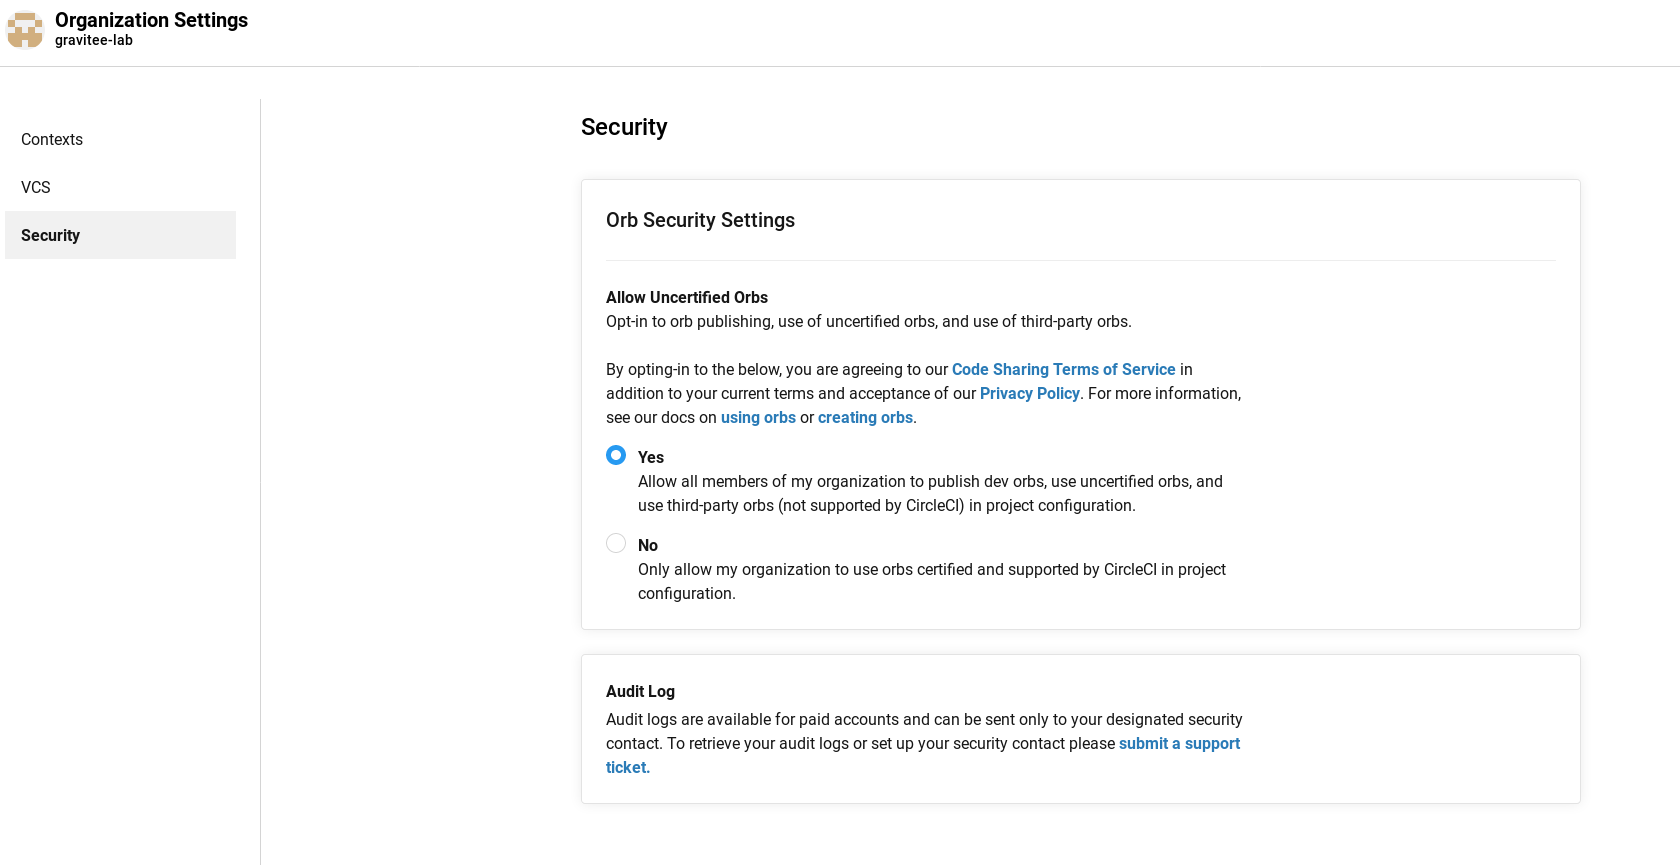 Organization Settings
gravitee-lab
Contexts
VCS
Security
Security
Orb Security Settings
Allow Uncertified Orbs
Opt-in to orb publishing, use of uncertified orbs, and use of third-party orbs.
By opting-in to the below, you are agreeing to our Code Sharing Terms of Service in
addition to your current terms and acceptance of our Privacy Policy. For more information,
see our docs on using orbs or creating orbs.
Yes
Allow all members of my organization to publish dev orbs, use uncertified orbs, and
use third-party orbs (not supported by CircleCI) in project configuration.
No
Only allow my organization to use orbs certified and supported by CircleCI in project
configuration.
Audit Log
Audit logs are available for paid accounts and can be sent only to your designated security
contact. To retrieve your audit logs or set up your security contact please submit a support
ticket.